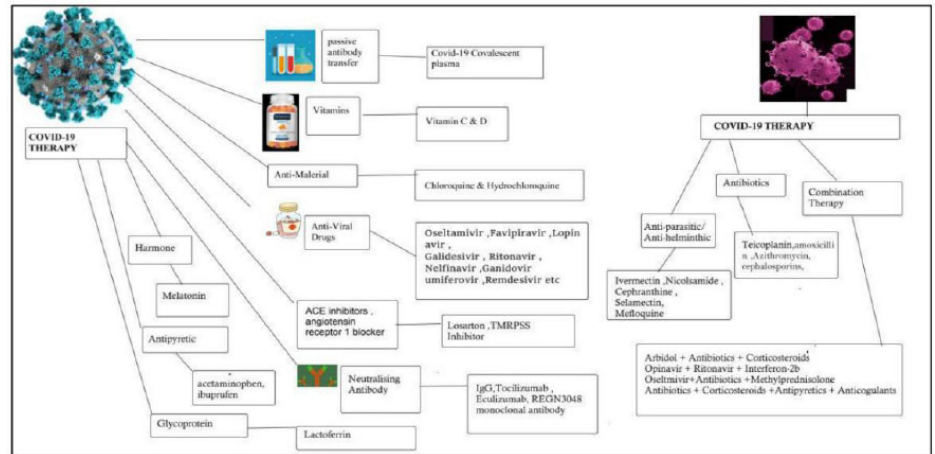 passive
antibody
transfer
Covid-19 Covalescent
plasma
Vitamins
Vitamin C & D
COVID-19
THERAPY
Anti-Malerial
Chloroquine & Hydrochloroquine
Anti-Viral
Drugs
Oseltamivir ,Favipiravir ,Lopin
avir ,
Galidesivir , Ritonavir ,
Nelfinavir ,Ganidovir
umiferovir ,Remdesivir etc
Harmone
Melatonin
ACE inhibitors ,
angiotensin
receptor 1 blocker
Losarton ,TMRPSS
Inhibitor
Antipyretic
acetaminophen,
ibuprufen
Neutralising
Antibody
IgG,Tocilizumab ,
Eculizumab, REGN3048
monoclonal antibody
Glycoprotein
Lactoferrin
COVID-19 THERAPY
Antibiotics
Combination
Therapy
Anti-parasitic/
Anti-helminthic
Teicoplanin,amoxicilli
n ,Azithromycin,
cephalosporins,
Ivermectin ,Nicolsamide ,
Cephranthine ,
Selamectin,
Mefloquine
Arbidol + Antibiotics + Corticosteroids
Opinavir + Ritonavir + Interferon-2b
Oseltmivir+Antibiotics +Methylprednisolone
Antibiotics + Corticosteroids +Antipyretics + Anticogulants